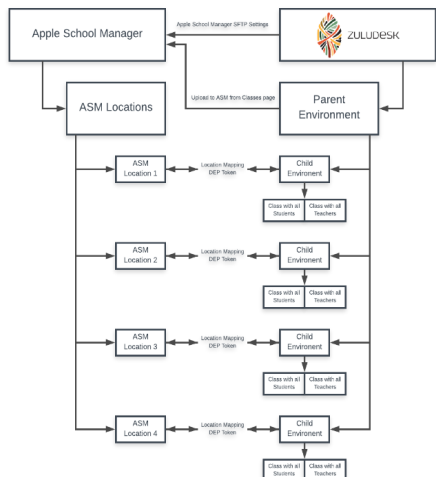 Apple School Manager
Apple School Manager SFTP Settings
ZULUDESK
ASM Locations
Upload to ASM from Classes page
Parent
Environment
ASM
Location 1
Location Mapping
DEP Token
Child
Environent
Class with all
Students
Class with all
Teachers
ASM
Location 2
Location Mapping
DEP Token
Child
Environent
Class with all
Students
Class with all
Teachers
ASM
Location 3
Location Mapping
DEP Token
Child
Environent
Class with all
Students
Class with all
Teachers
ASM
Location 4
Location Mapping
DEP Token
Child
Environent
Class with all
Students
Class with all
Teachers